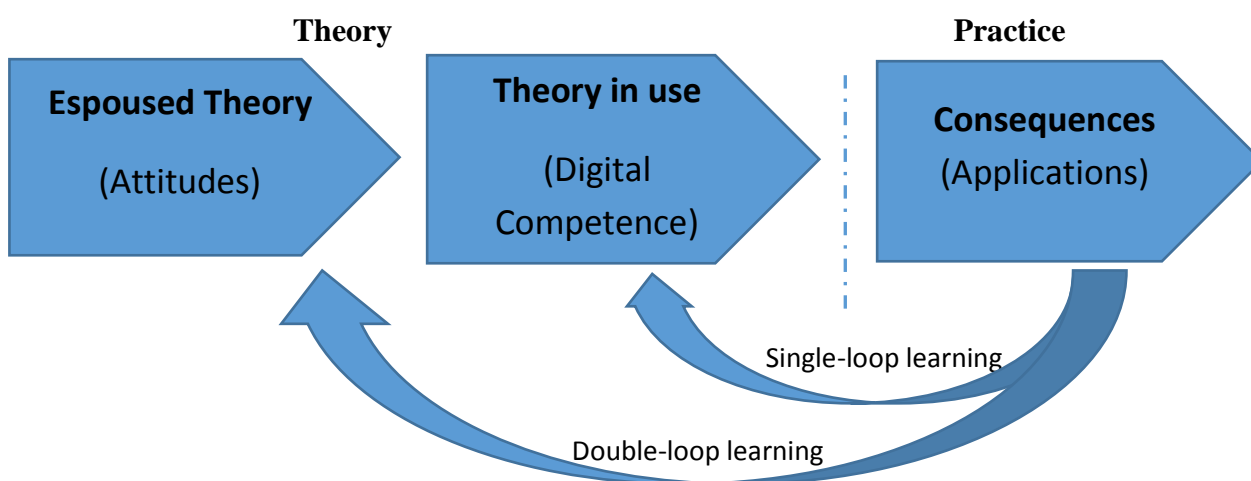 Theory
Practice
Espoused Theory
(Attitudes)
Theory in use
(Digital
Competence)
Consequences
(Applications)
Single-loop learning
Double-loop learning